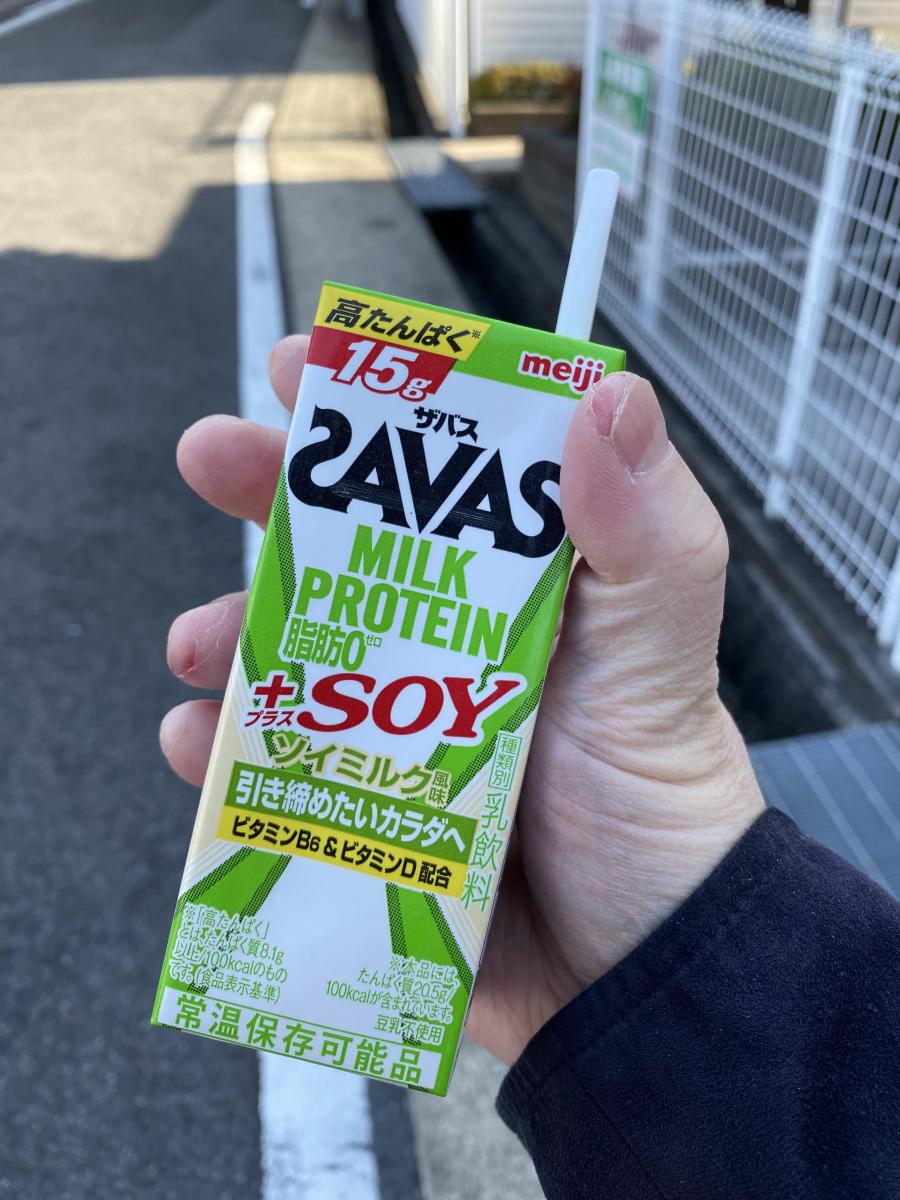 高たんぱく※
15g
meiji
ザバス
SAVAS
MILK
PROTEIN
脂肪0ゼロ
+SOY
プラス
ソイミルク風味
引き締めたいカラダへ
ビタミンB6&ビタミンD配合
種類別 乳飲料
※「高たんぱく」
とはたんぱく質8.1g
以上/100kcalのもの
です。(食品表示基準)
※本品には、
たんぱく質20.5g/
100kcalが含まれています。
豆乳不使用
常温保存可能品